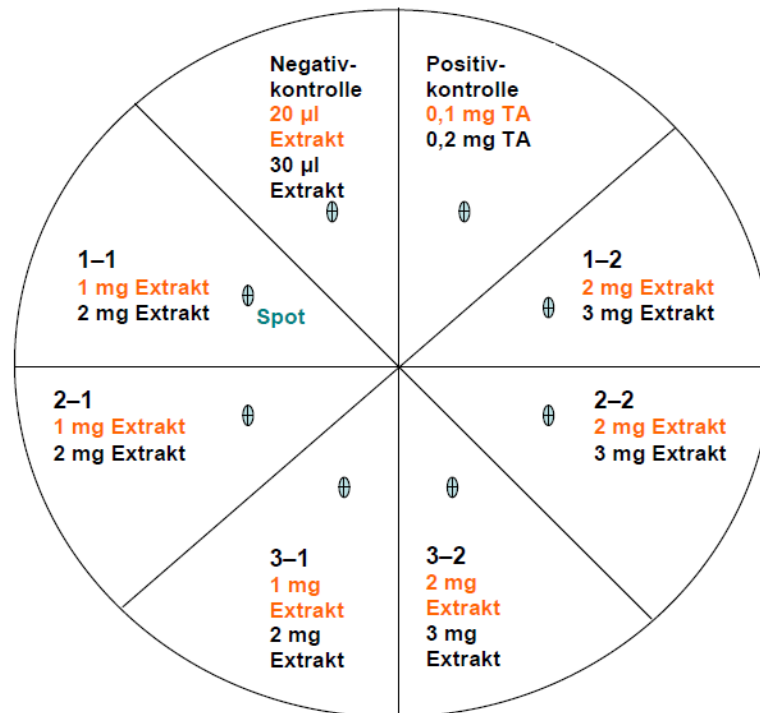 Negativ-
kontrolle
20 µl
Extrakt
30 µl
Extrakt
Positiv-
kontrolle
0,1 mg TA
0,2 mg TA
1–1
1 mg Extrakt
2 mg Extrakt
Spot
1–2
2 mg Extrakt
3 mg Extrakt
2–1
1 mg Extrakt
2 mg Extrakt
2–2
2 mg Extrakt
3 mg Extrakt
3–1
1 mg
Extrakt
2 mg
Extrakt
3–2
2 mg
Extrakt
3 mg
Extrakt